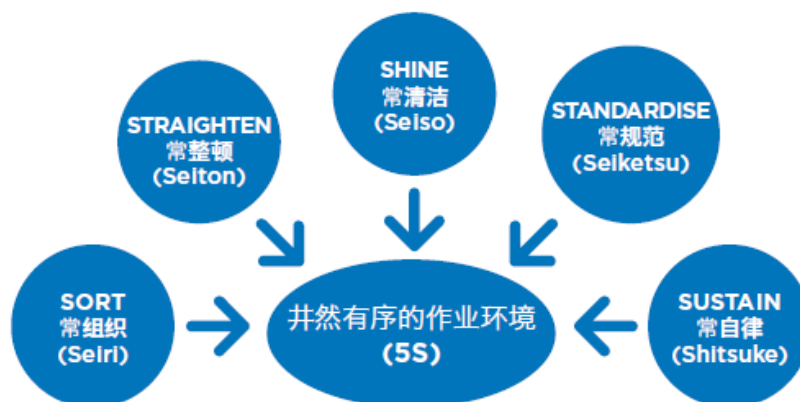 SORT
常组织
(Seiri)
STRAIGHTEN
常整顿
(Seiton)
SHINE
常清洁
(Seiso)
STANDARDISE
常规范
(Seiketsu)
SUSTAIN
常自律
(Shitsuke)
井然有序的作业环境
(5S)